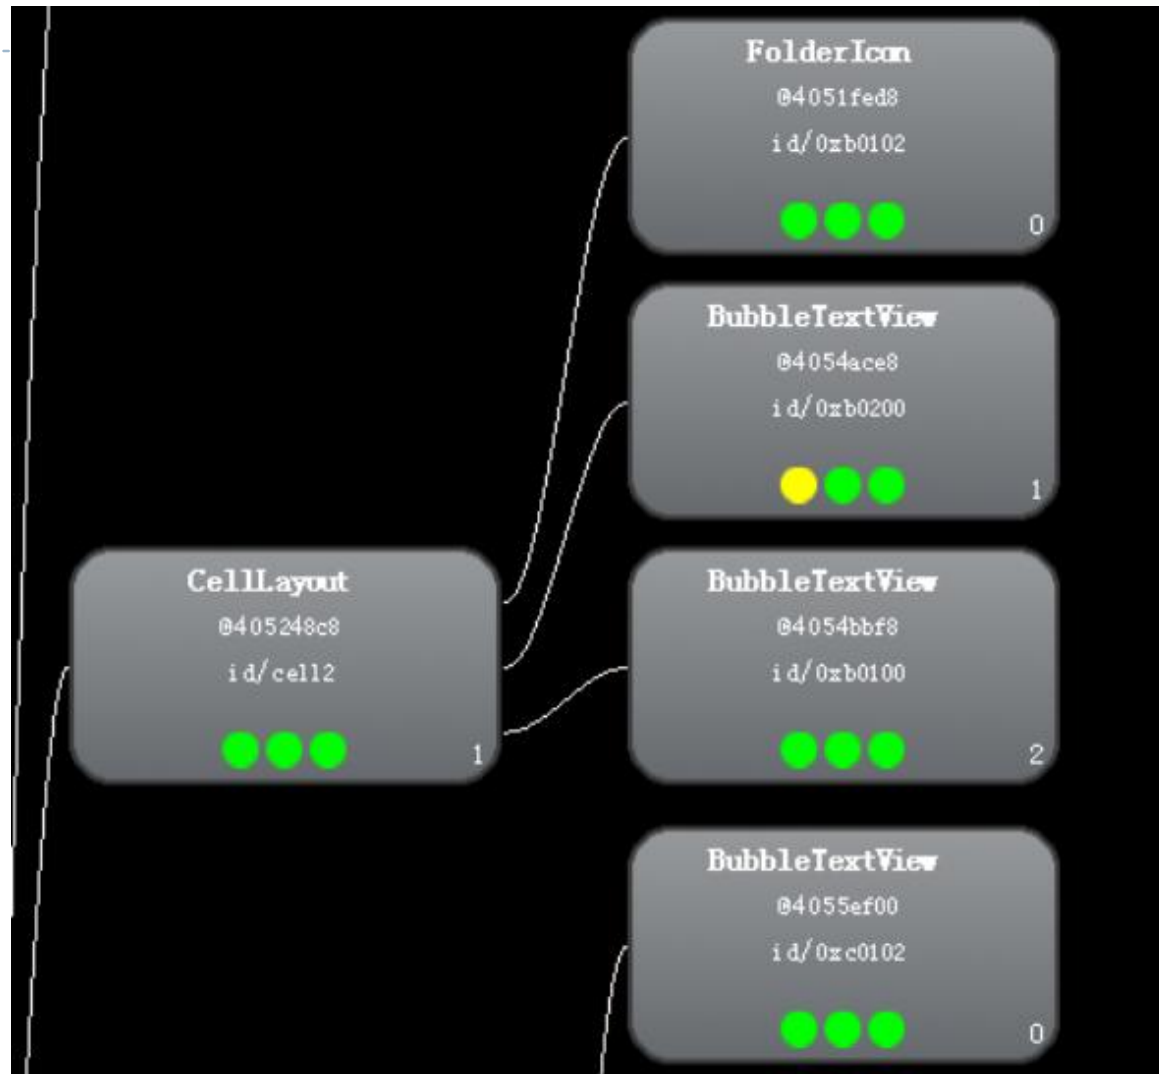 FolderIcon
@4051fed8
id/0xb0102
0
BubbleTextView
@4054ace8
id/0xb0200
1
CellLayout
@405248c8
id/cell2
1
BubbleTextView
@4054bbf8
id/0xb0100
2
BubbleTextView
@4055ef00
id/0xc0102
0